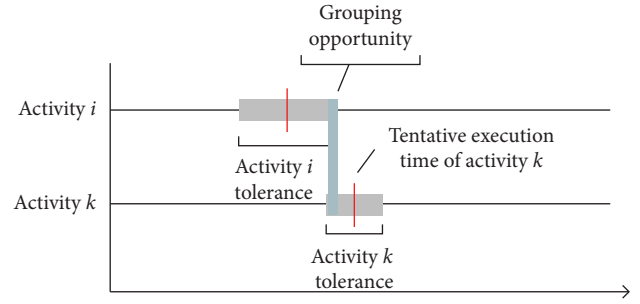 Grouping
opportunity
Activity i
Tentative execution
time of activity k
Activity i
tolerance
Activity k
Activity k
tolerance